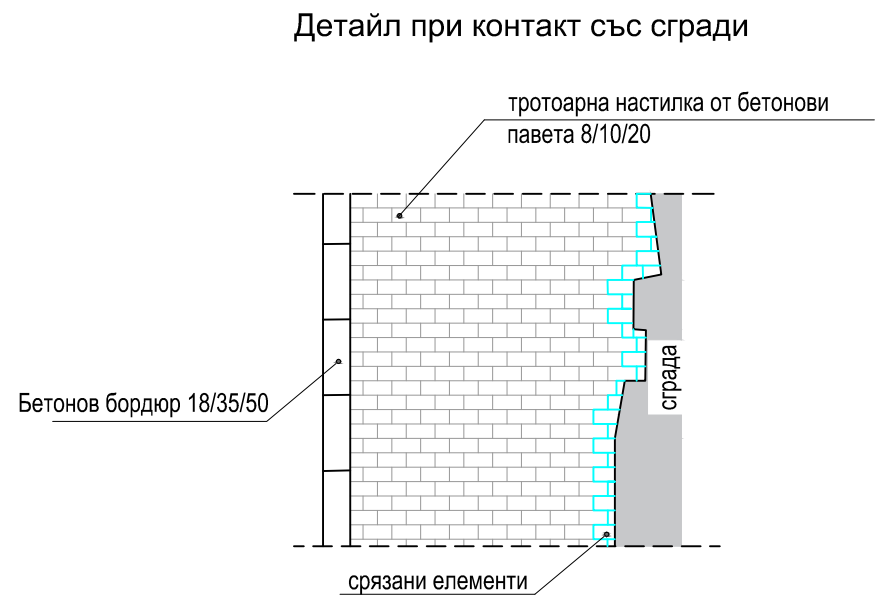 Детайл при контакт със сгради
тротоарна настилка от бетонови
павета 8/10/20
сграда
Бетонов бордюр 18/35/50
срязани елементи